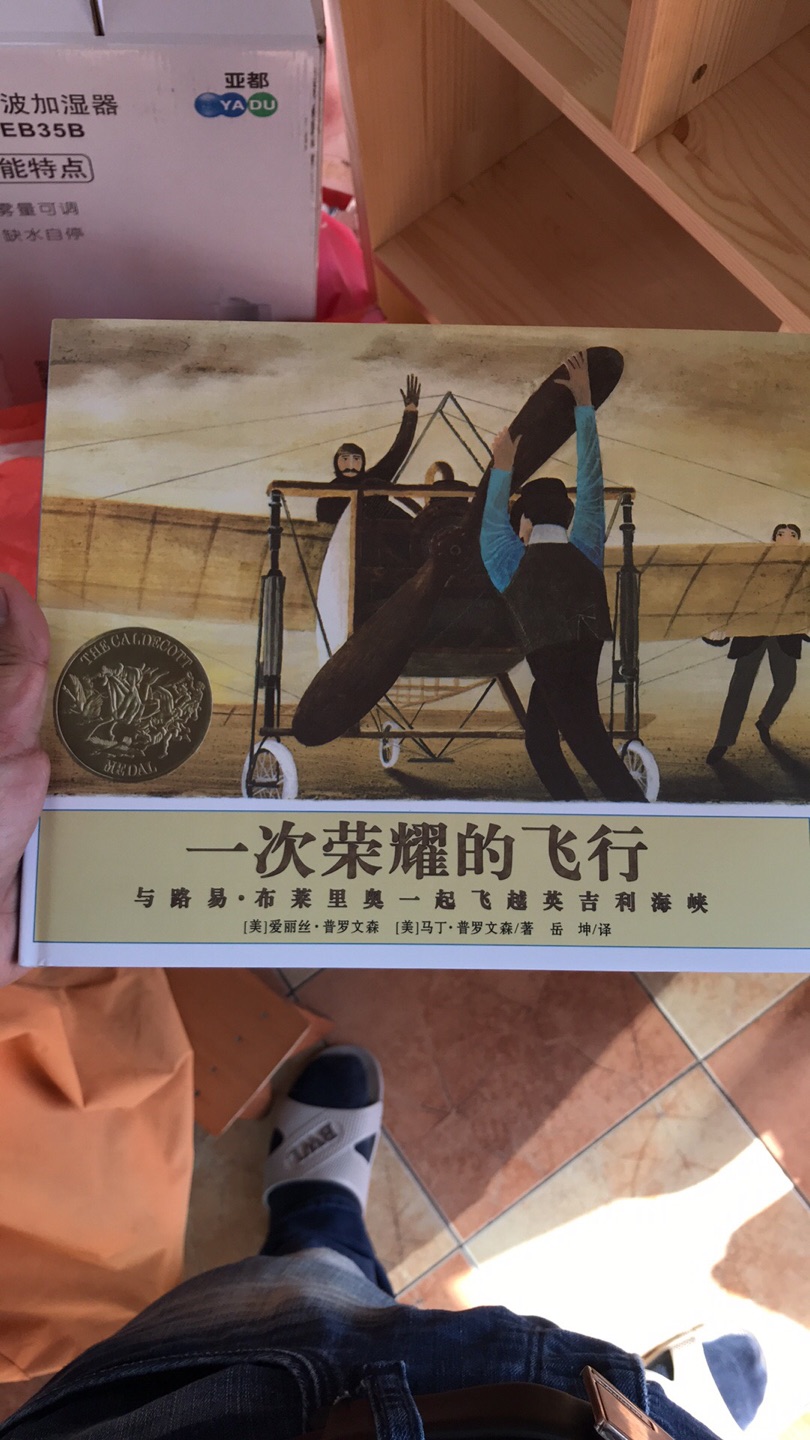 亚都
YADU
波加湿器
EB35B
能特点
雾量可调
缺水自停
THE CALDECOTT
MEDAL
一次荣耀的飞行
与路易·布莱里奥一起飞越英吉利海峡
[美]爱丽丝·普罗文森 [美]马丁·普罗文森/著 岳 坤/译
BWL